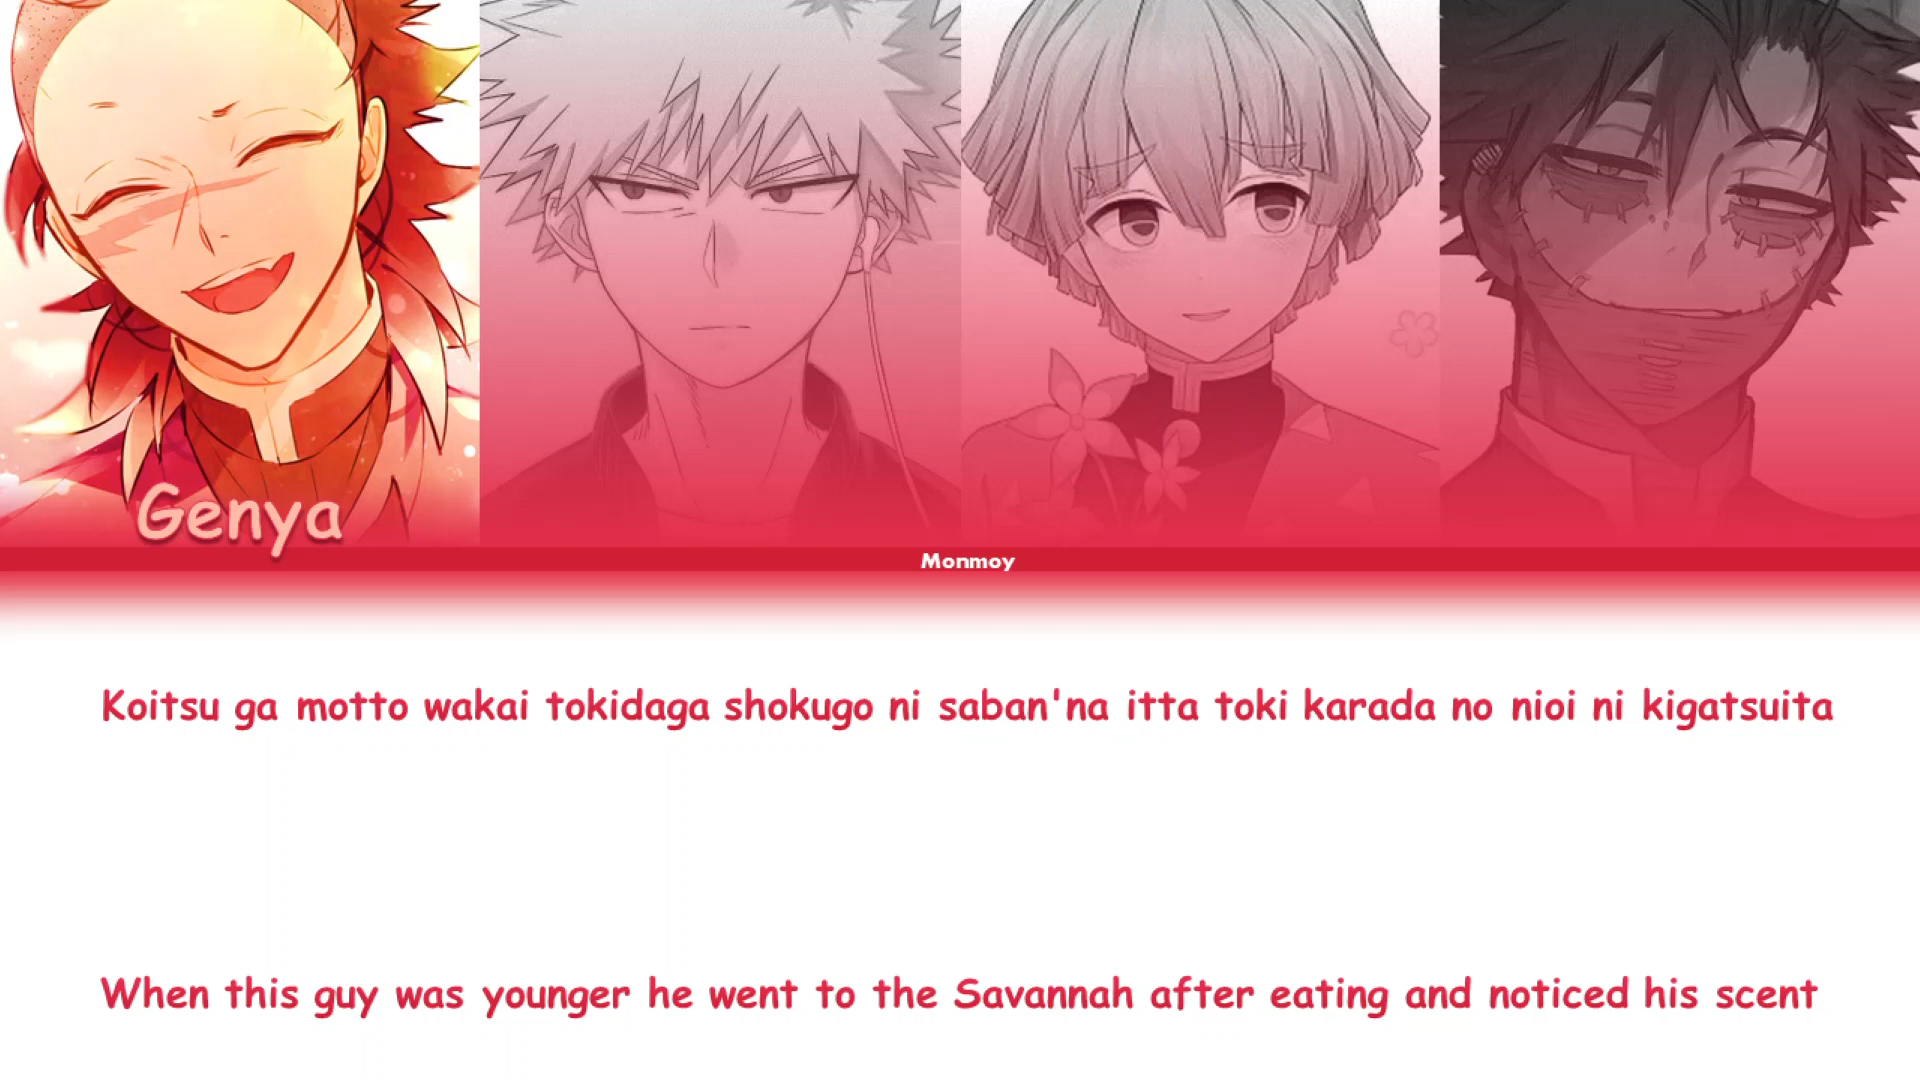 Genya
Monmoy
Koitsu ga motto wakai tokidaga shokugo ni saban'na itta toki karada no nioi ni kigatsuita
When this guy was younger he went to the Savannah after eating and noticed his scent